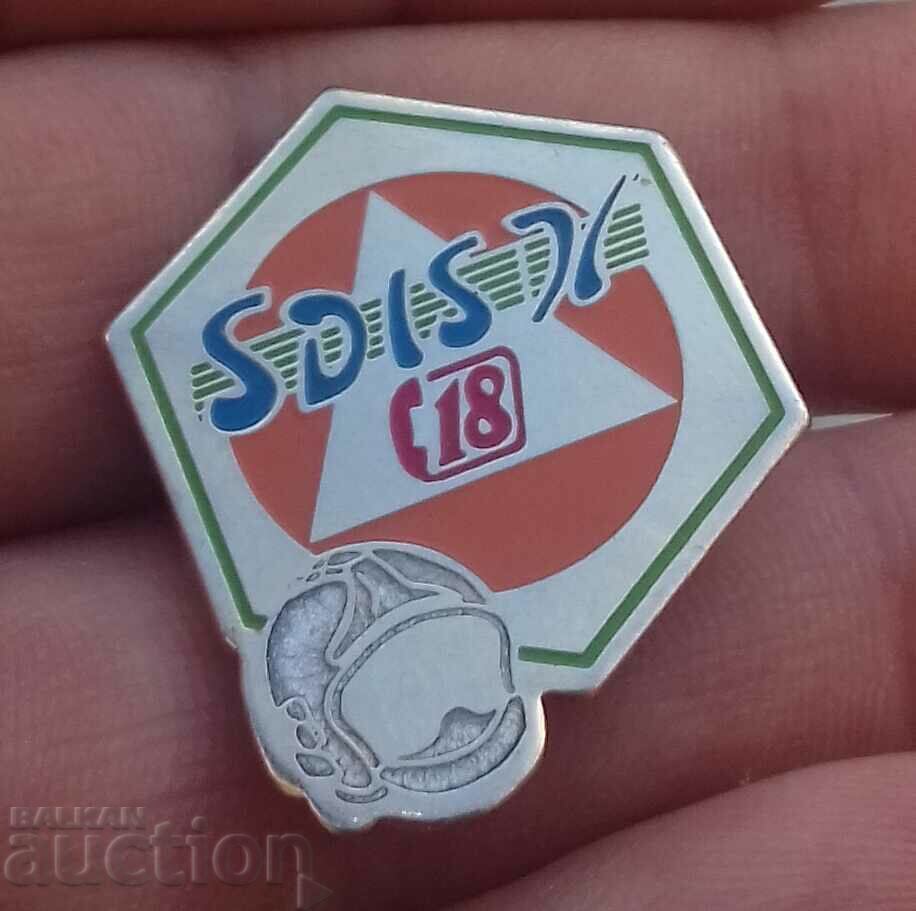 SDIS 71
18
BALKAN
auction